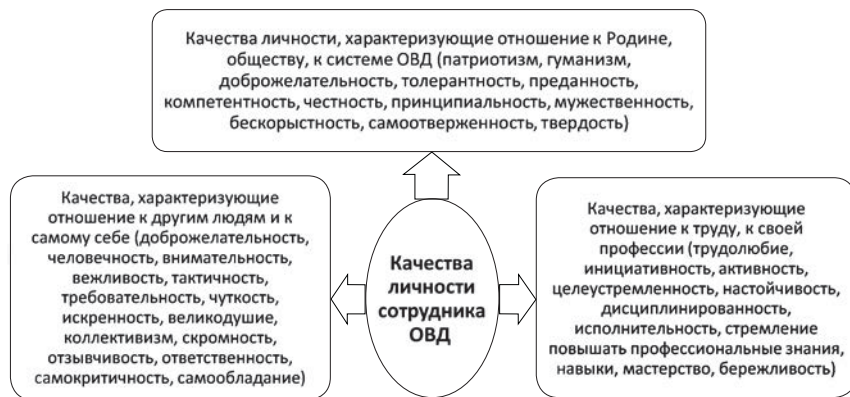 Качества личности, характеризующие отношение к Родине,
обществу, к системе ОВД (патриотизм, гуманизм,
доброжелательность, толерантность, преданность,
компетентность, честность, принципиальность, мужественность,
бескорыстность, самоотверженность, твердость)
Качества, характеризующие
отношение к другим людям и к
самому себе (доброжелательность,
человечность, внимательность,
вежливость, тактичность,
требовательность, чуткость,
искренность, великодушие,
коллективизм, скромность,
отзывчивость, ответственность,
самокритичность, самообладание)
Качества
личности
сотрудника
ОВД
Качества, характеризующие
отношение к труду, к своей
профессии (трудолюбие,
инициативность, активность,
целеустремленность, настойчивость,
дисциплинированность,
исполнительность, стремление
повышать профессиональные знания,
навыки, мастерство, бережливость)